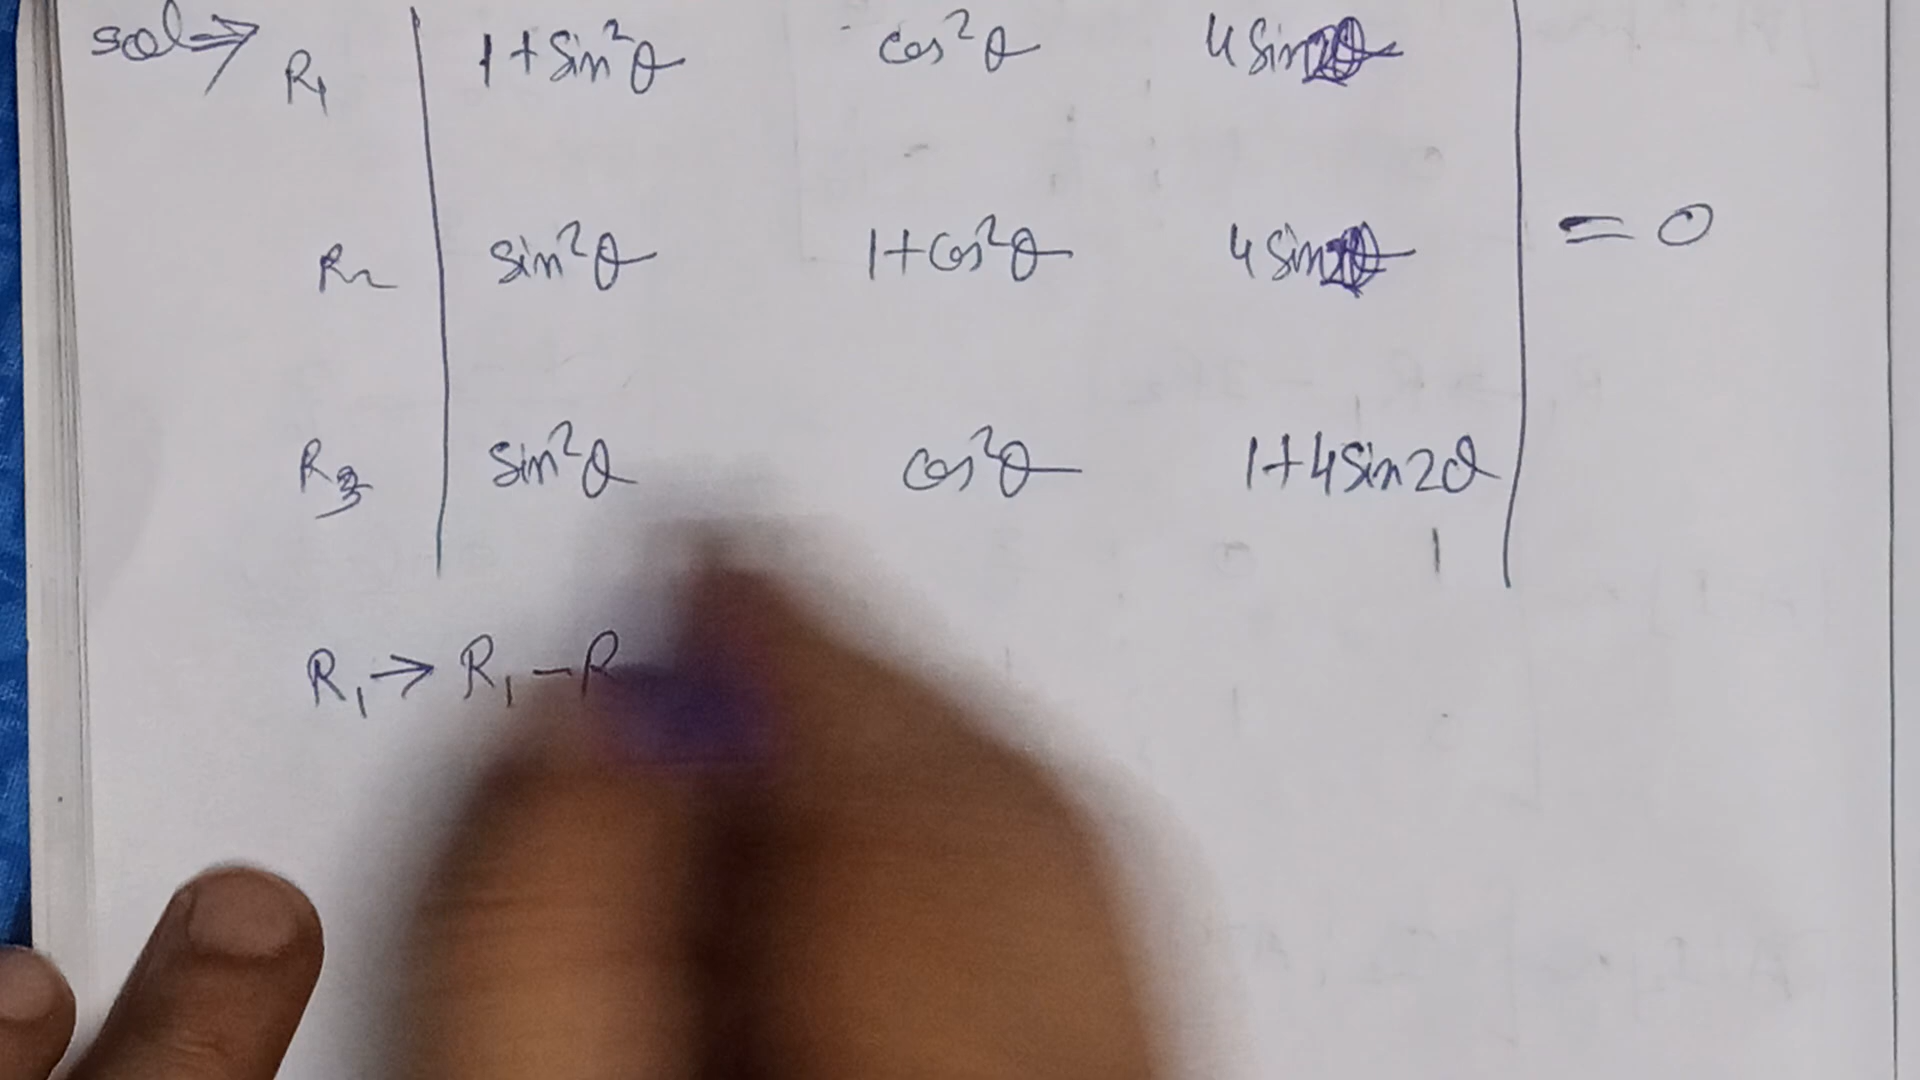 sol⇒ R₁ | 1+sin²θ cos²θ 4sin2θ |
R₂ | sin²θ 1+cos²θ 4sin2θ | = 0
R₃ | sin²θ cos²θ 1+4sin2θ |
R₁→R₁-R